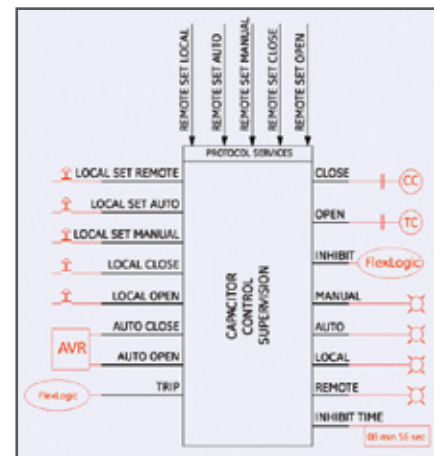 REMOTE SET LOCAL
REMOTE SET AUTO
REMOTE SET MANUAL
REMOTE SET CLOSE
REMOTE SET OPEN
PROTOCOL SERVICES
LOCAL SET REMOTE
LOCAL SET AUTO
LOCAL SET MANUAL
LOCAL CLOSE
LOCAL OPEN
AVR
AUTO CLOSE
AUTO OPEN
FlexLogic
TRIP
CAPACITOR
CONTROL
SUPERVISION
CLOSE
CC
OPEN
TC
INHIBIT
FlexLogic
MANUAL
AUTO
LOCAL
REMOTE
INHIBIT TIME
08 min 56 sec